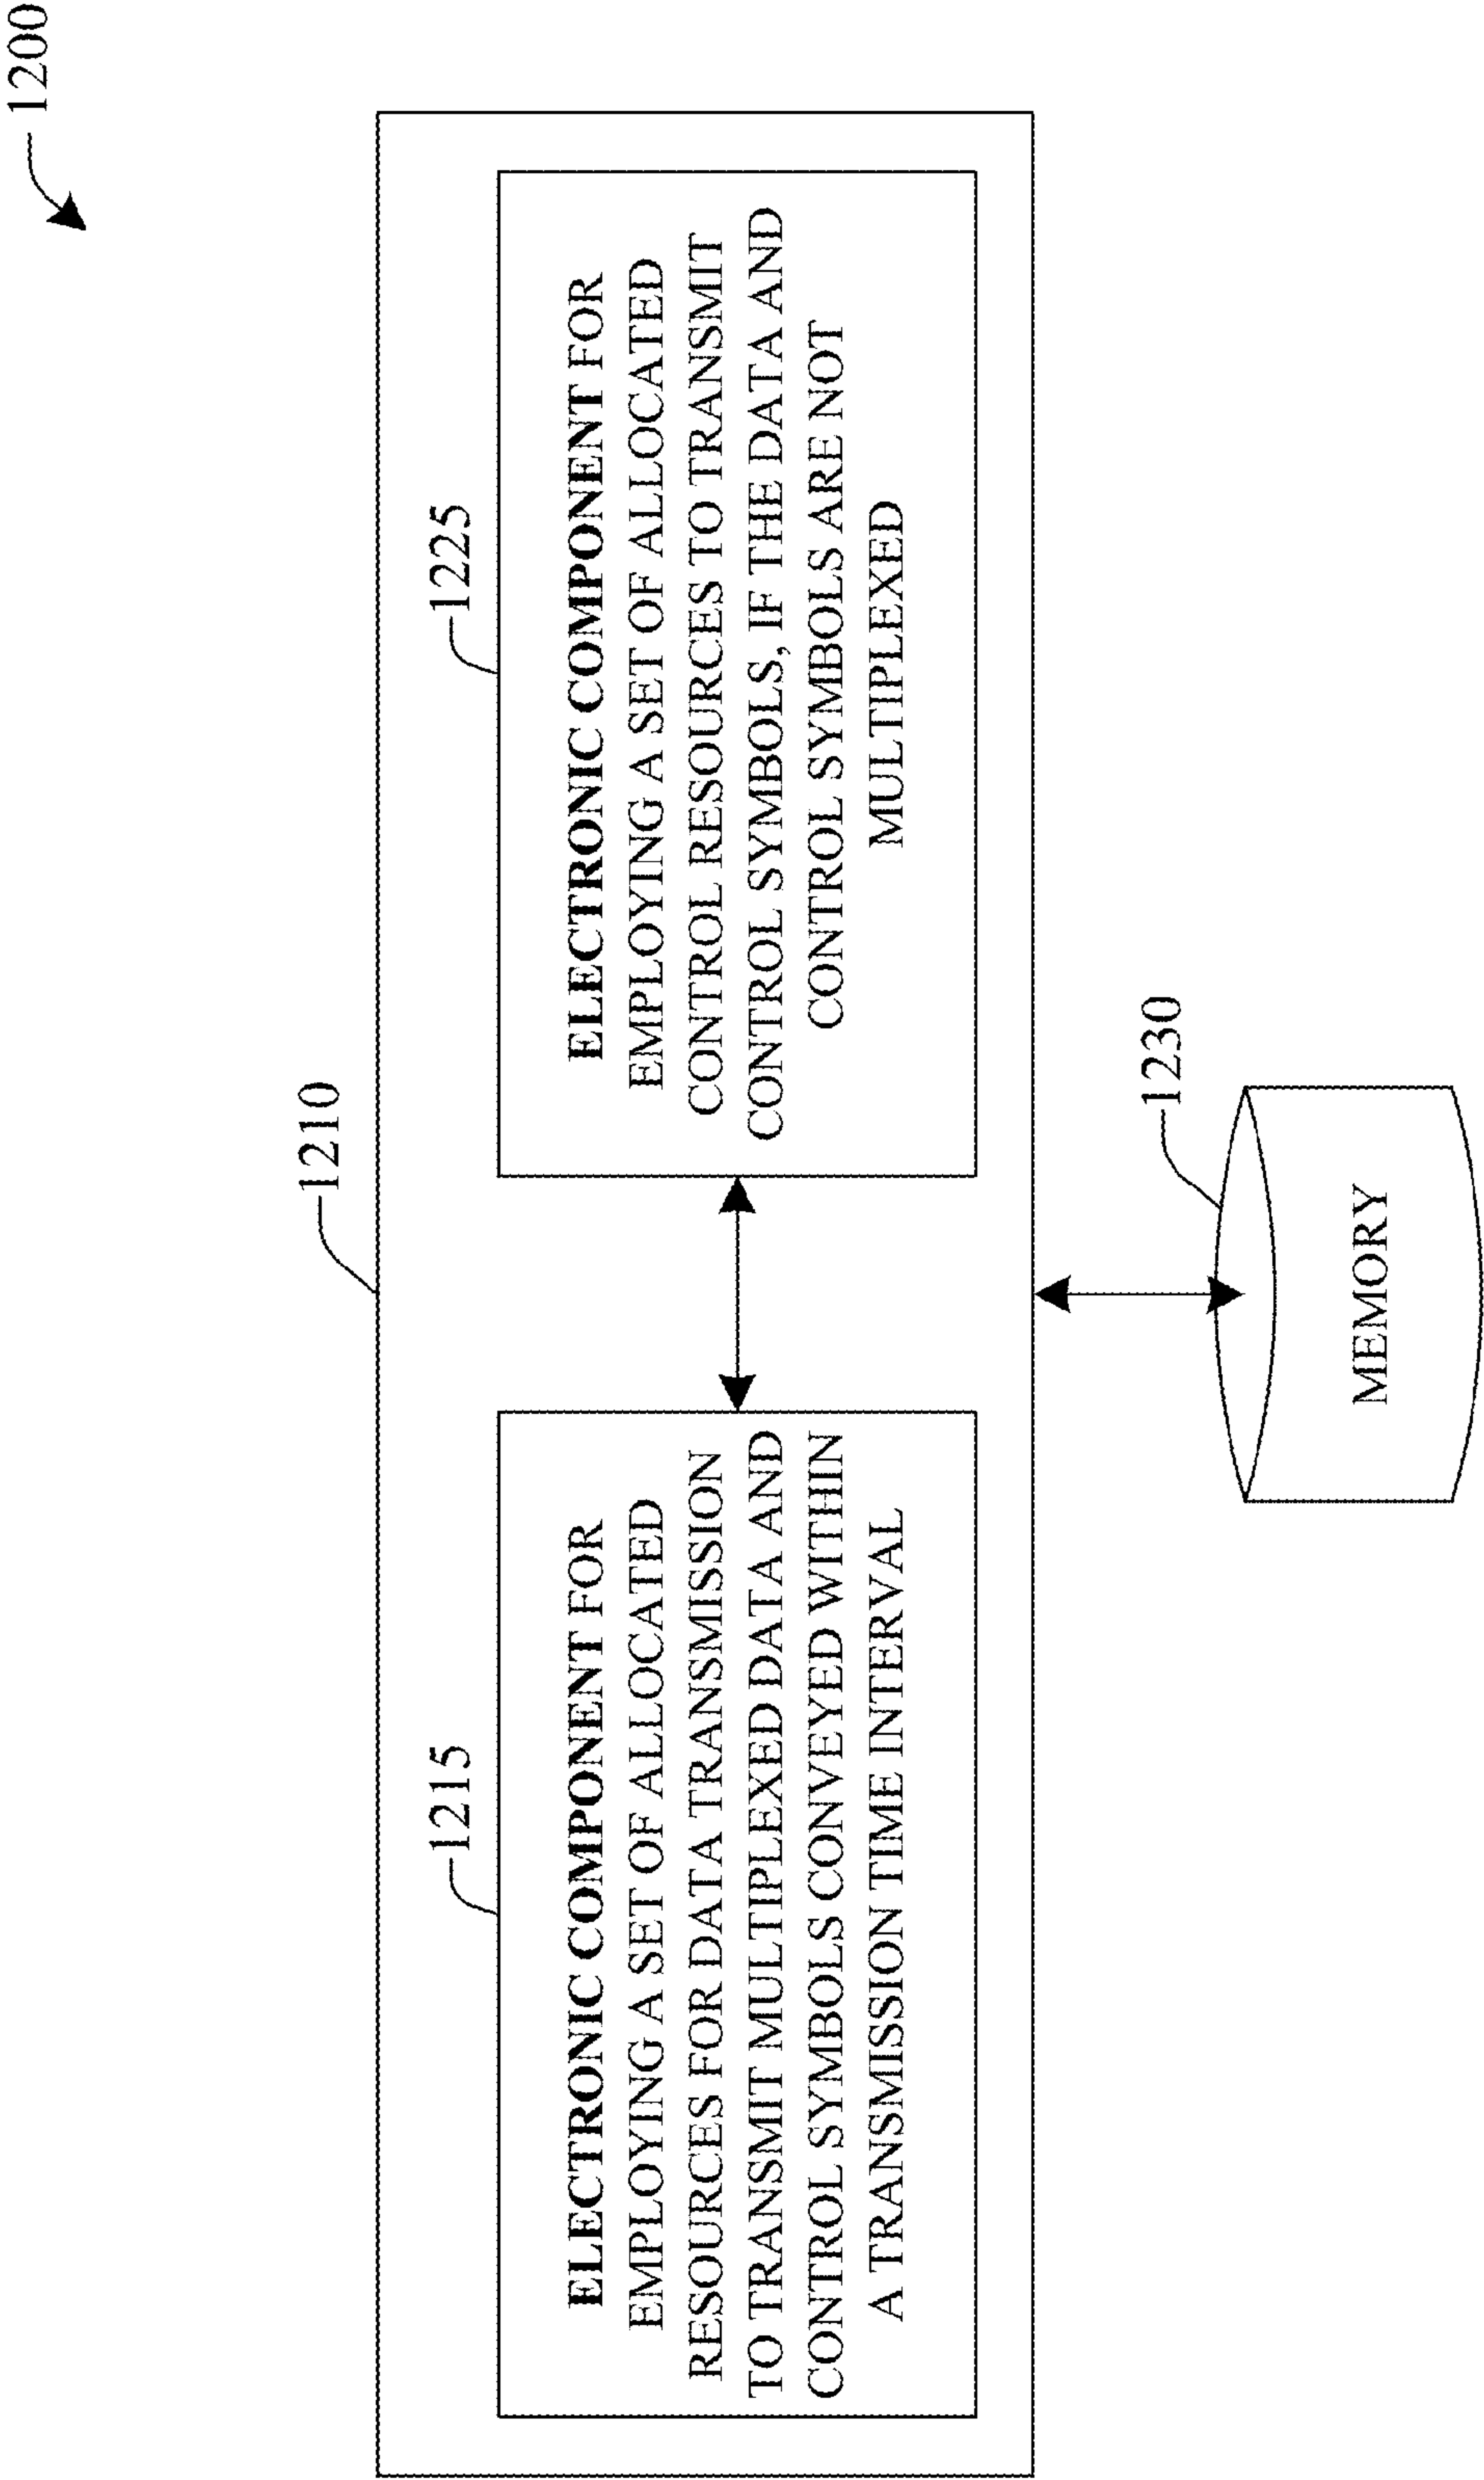 1200
1210
1215
ELECTRONIC COMPONENT FOR
EMPLOYING A SET OF ALLOCATED
RESOURCES FOR DATA TRANSMISSION
TO TRANSMIT MULTIPLEXED DATA AND
CONTROL SYMBOLS CONVEYED WITHIN
A TRANSMISSION TIME INTERVAL
1225
ELECTRONIC COMPONENT FOR
EMPLOYING A SET OF ALLOCATED
CONTROL RESOURCES TO TRANSMIT
CONTROL SYMBOLS, IF THE DATA AND
CONTROL SYMBOLS ARE NOT
MULTIPLEXED
1230
MEMORY